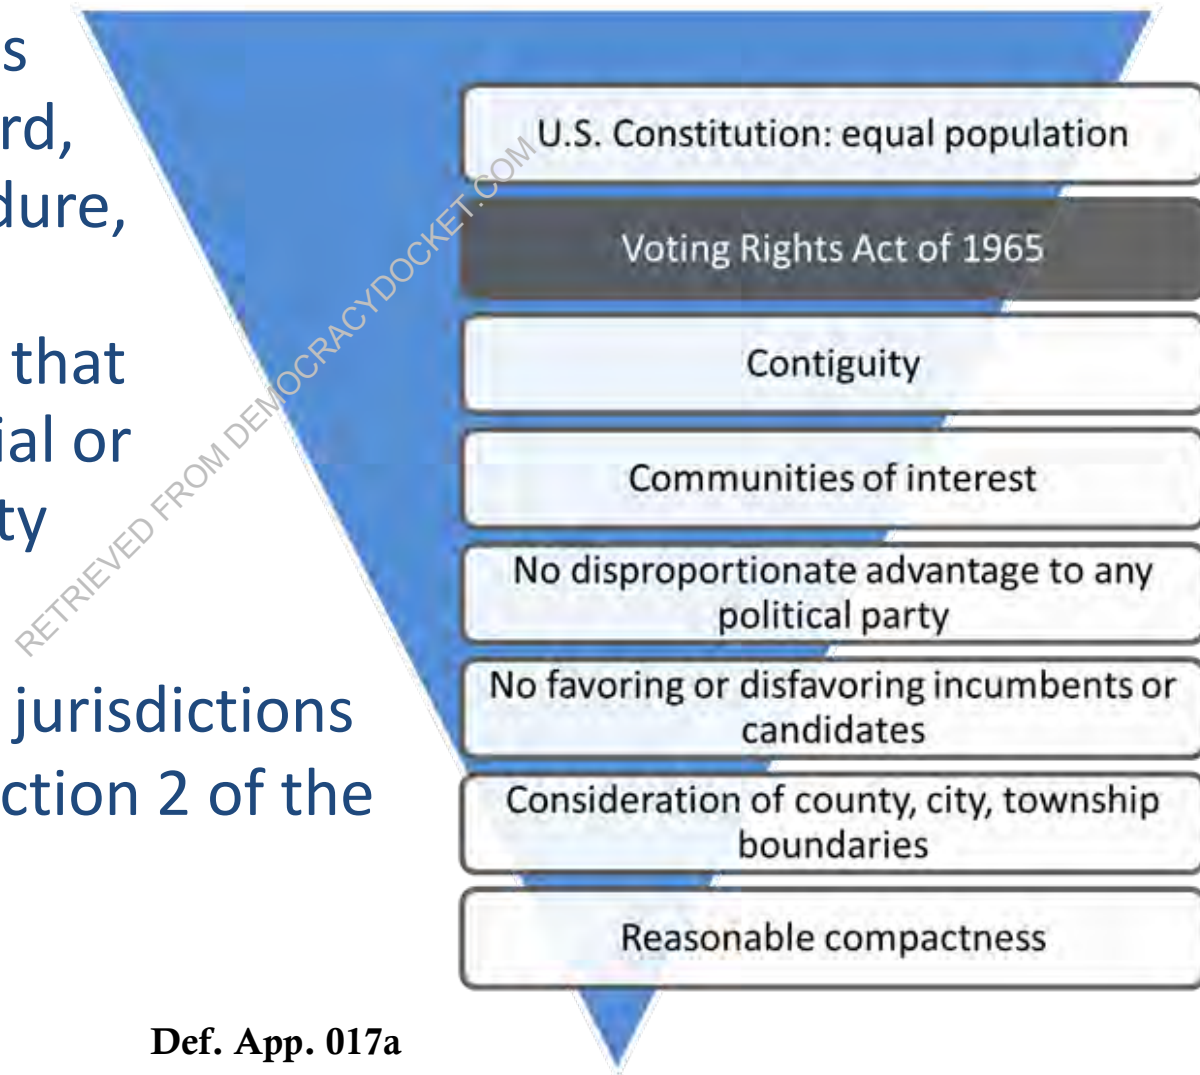 s
rd,
dure,
that
ial or
ty
jurisdictions
ction 2 of the
U.S. Constitution: equal population
Voting Rights Act of 1965
Contiguity
Communities of interest
No disproportionate advantage to any
political party
No favoring or disfavoring incumbents or
candidates
Consideration of county, city, township
boundaries
Reasonable compactness
RETRIEVED FROM DEMOCRACYDOCKET.COM
Def. App. 017a